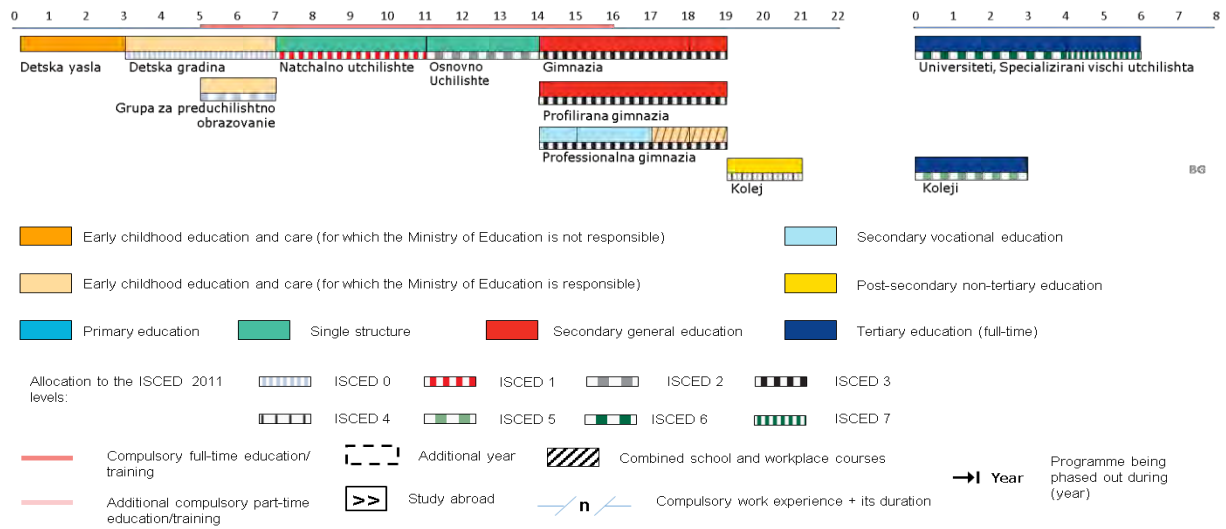 0 1 2 3 4 5 6 7 8 9 10 11 12 13 14 15 16 17 18 19 20 21 22
0 1 2 3 4 5 6 7 8
Detska yasla
Detska gradina
Natchalno utchilishte
Osnovno
Uchilishte
Gimnazia
Universiteti, Specializirani vischi utchilishta
Grupa za preduchilishtno
obrazovanie
Profilirana gimnazia
Professionalna gimnazia
Kolej
Koleji
BG
Early childhood education and care (for which the Ministry of Education is not responsible)
Secondary vocational education
Early childhood education and care (for which the Ministry of Education is responsible)
Post-secondary non-tertiary education
Primary education
Single structure
Secondary general education
Tertiary education (full-time)
Allocation to the ISCED 2011
levels:
ISCED 0
ISCED 1
ISCED 2
ISCED 3
ISCED 4
ISCED 5
ISCED 6
ISCED 7
Compulsory full-time education/
training
Additional year
Combined school and workplace courses
Year
Programme being
phased out during
(year)
Additional compulsory part-time
education/training
>>
Study abroad
n
Compulsory work experience + its duration